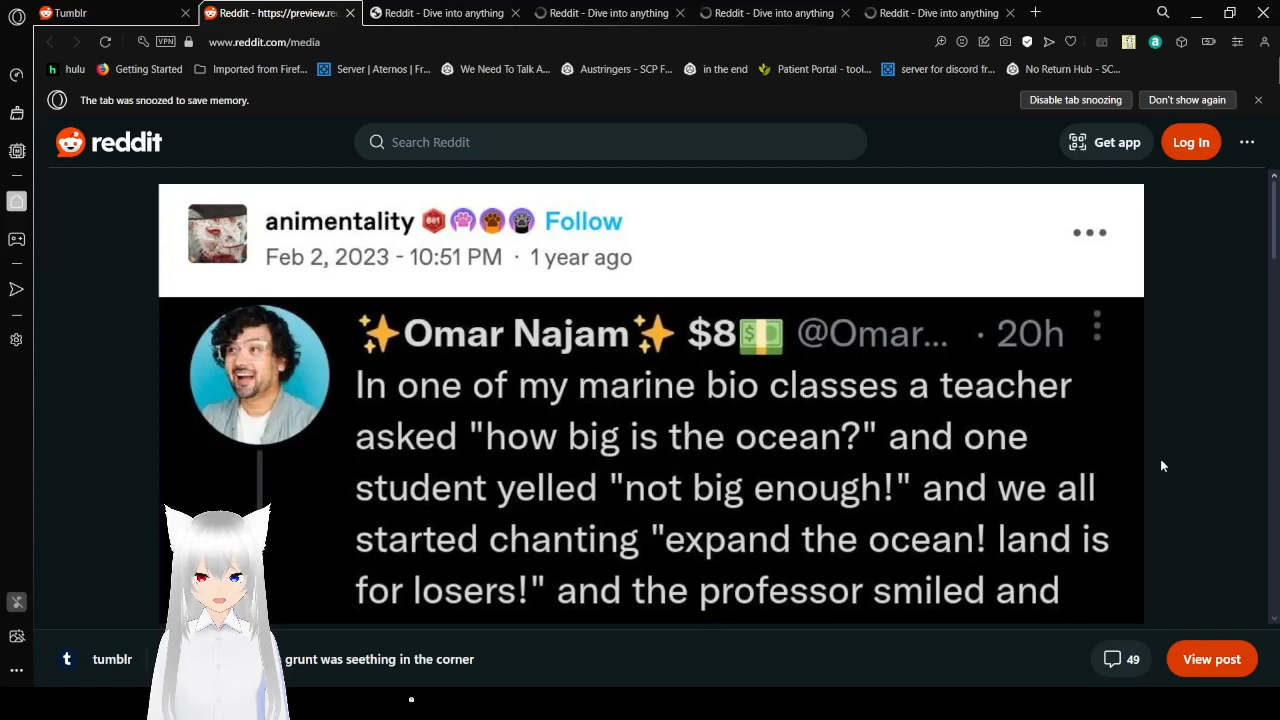 Tumblr
Reddit - https://preview.re
Reddit - Dive into anything
Reddit - Dive into anything
Reddit - Dive into anything
Reddit - Dive into anything
VPN
www.reddit.com/media
hulu
Getting Started
Imported from Firef...
Server | Aternos | Fr...
We Need To Talk A...
Austringers - SCP F...
in the end
Patient Portal - tool...
server for discord fr...
No Return Hub - SC...
The tab was snoozed to save memory.
Disable tab snoozing
Don't show again
reddit
Search Reddit
Get app
Log In
animentality
Follow
Feb 2, 2023 - 10:51 PM · 1 year ago
✨Omar Najam✨ $8💵 @Omar... · 20h
In one of my marine bio classes a teacher
asked "how big is the ocean?" and one
student yelled "not big enough!" and we all
started chanting "expand the ocean! land is
for losers!" and the professor smiled and
tumblr
grunt was seething in the corner
49
View post